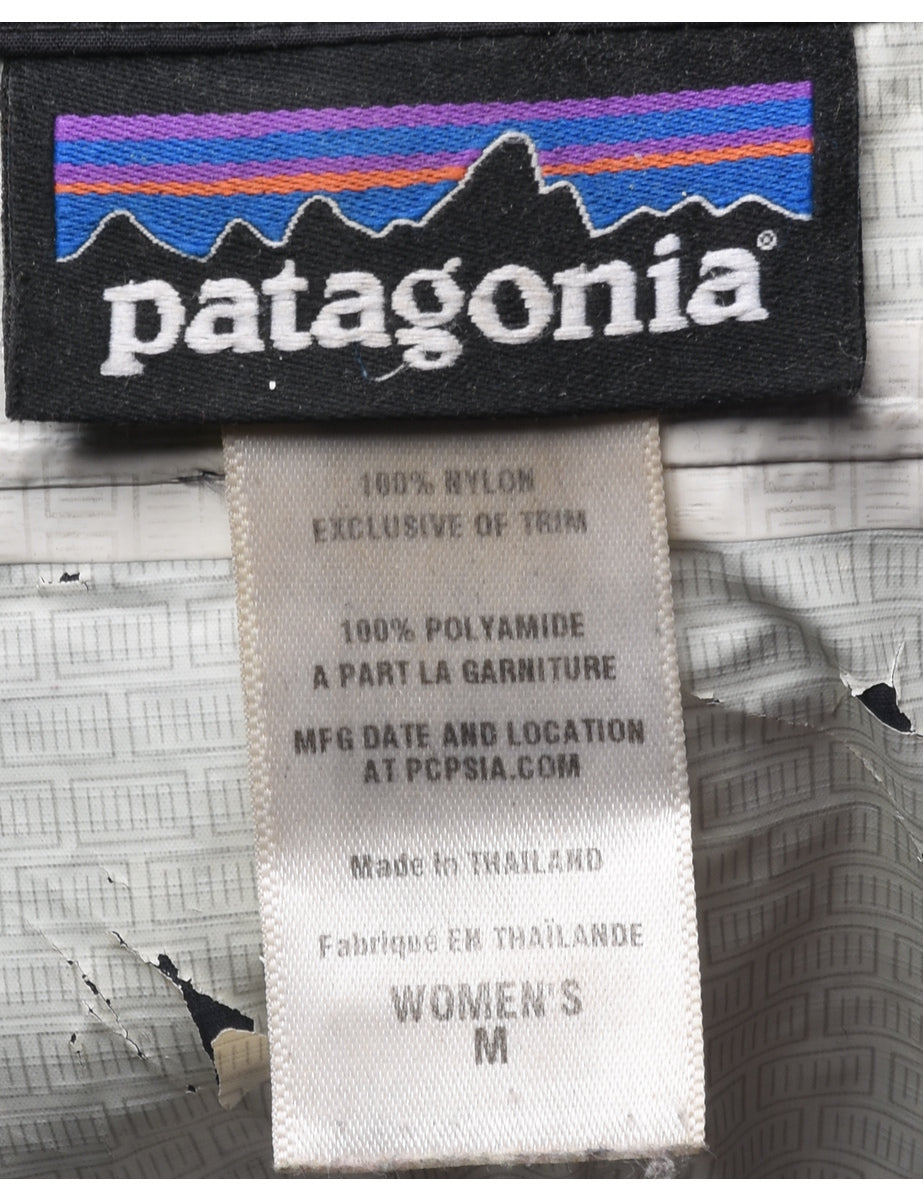 patagonia®
100% NYLON
EXCLUSIVE OF TRIM
100% POLYAMIDE
A PART LA GARNITURE
MFG DATE AND LOCATION
AT PCPSIA.COM
Made in THAILAND
Fabriqué EN THAÏLANDE
WOMEN'S
M